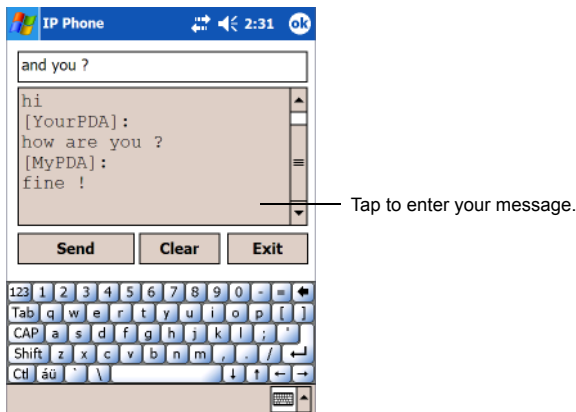 IP Phone 2:31 ok
and you ?
hi
[YourPDA]:
how are you ?
[MyPDA]:
fine !
Tap to enter your message.
Send Clear Exit
123 1 2 3 4 5 6 7 8 9 0 - =
Tab q w e r t y u i o p [ ]
CAP a s d f g h j k l ; '
Shift z x c v b n m , . /
Ctl áü ` \